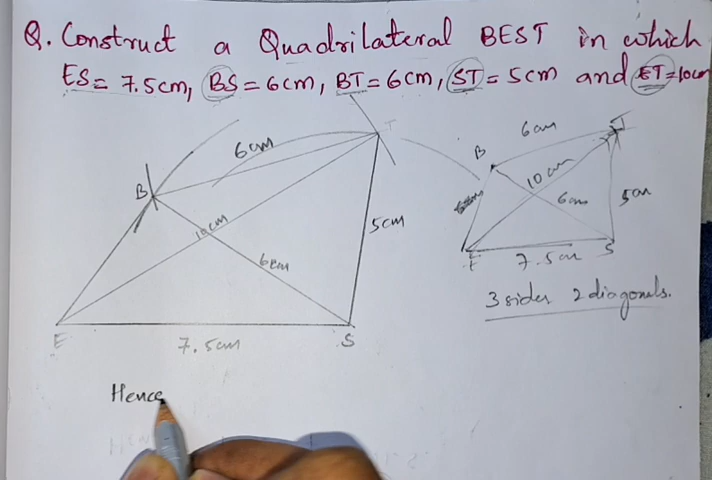 Q. Construct a Quadrilateral BEST in which
ES = 7.5cm, BS = 6cm, BT = 6cm, ST = 5cm and ET = 10cm
T
6cm
B
10cm
5cm
6cm
E
7.5cm
S
T
6cm
B
10cm
6cm
5cm
E
7.5cm
S
3 sides 2 diagonals.
Hence